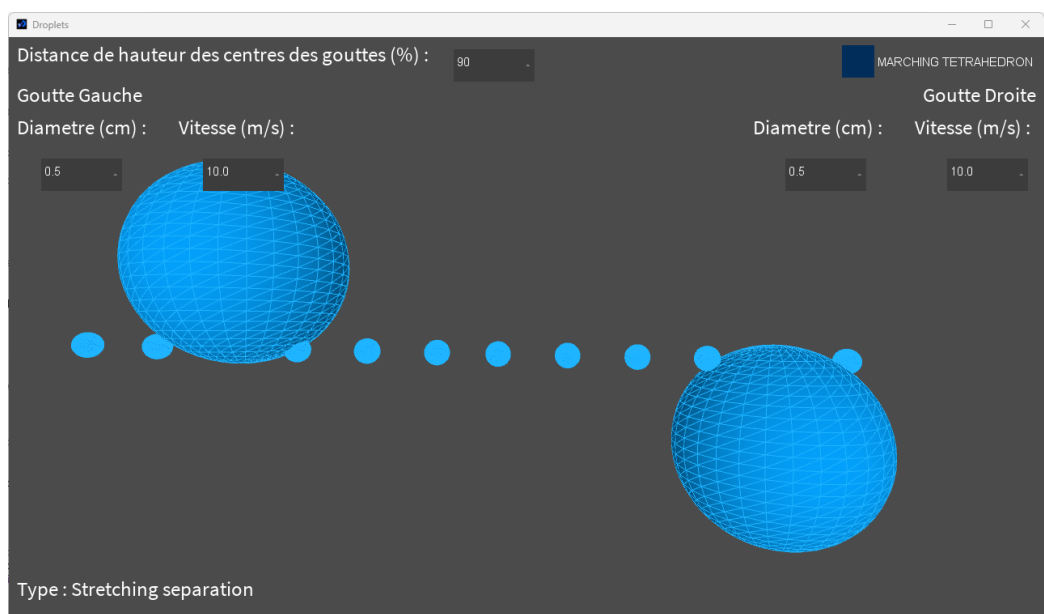 Droplets
Distance de hauteur des centres des gouttes (%) :
90
MARCHING TETRAHEDRON
Goutte Gauche
Goutte Droite
Diametre (cm) :
Vitesse (m/s) :
Diametre (cm) :
Vitesse (m/s) :
0.5
10.0
0.5
10.0
Type : Stretching separation